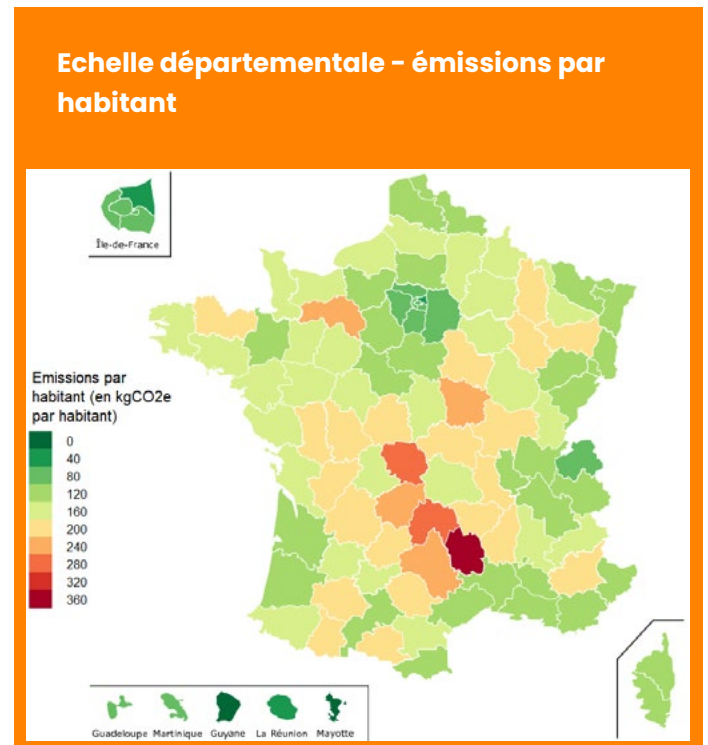 Echelle départementale - émissions par
habitant
Île-de-France
Emissions par
habitant (en kgCO2e
par habitant)
0
40
80
120
160
200
240
280
320
360
Guadeloupe Martinique Guyane La Réunion Mayotte